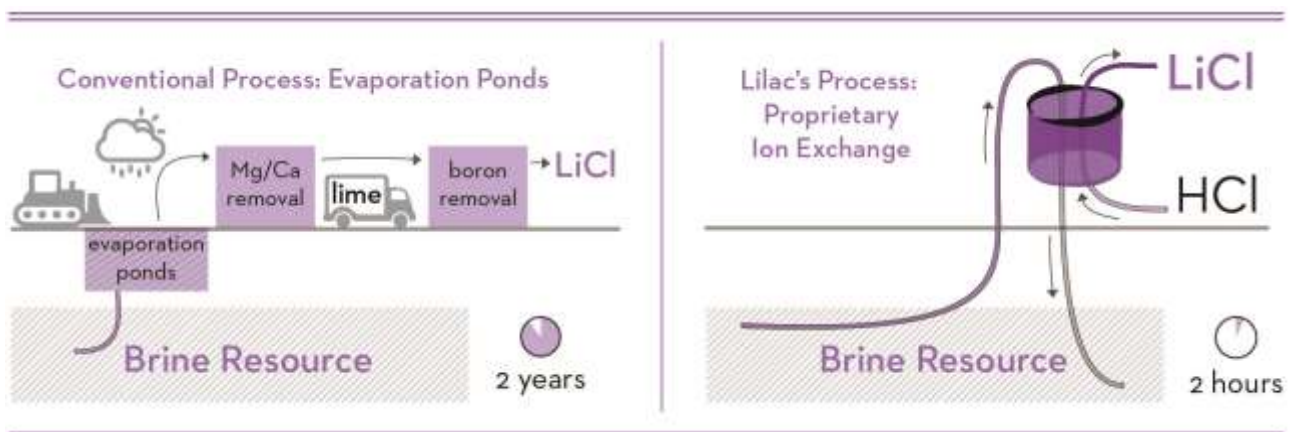 Conventional Process: Evaporation Ponds
Mg/Ca
removal
lime
boron
removal
LiCl
evaporation
ponds
Brine Resource
2 years
Lilac's Process:
Proprietary
Ion Exchange
LiCl
HCl
Brine Resource
2 hours